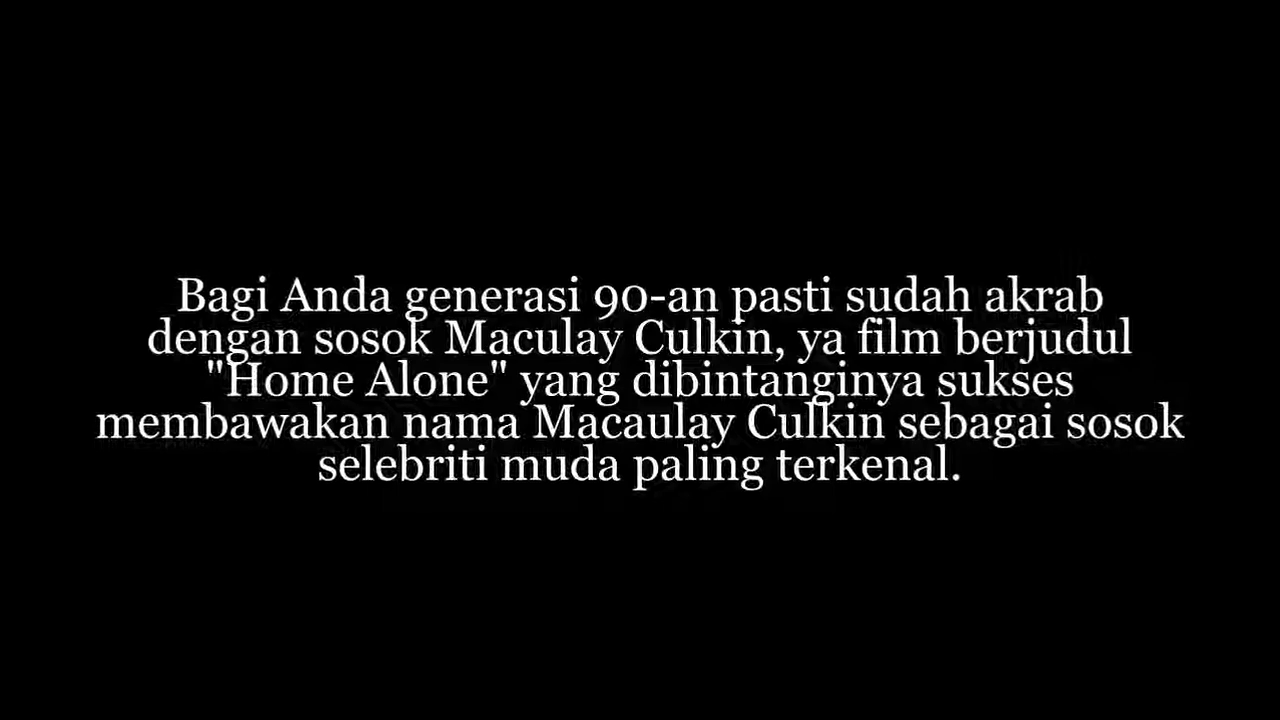 Bagi Anda generasi 90-an pasti sudah akrab
dengan sosok Maculay Culkin, ya film berjudul
"Home Alone" yang dibintanginya sukses
membawakan nama Macaulay Culkin sebagai sosok
selebriti muda paling terkenal.